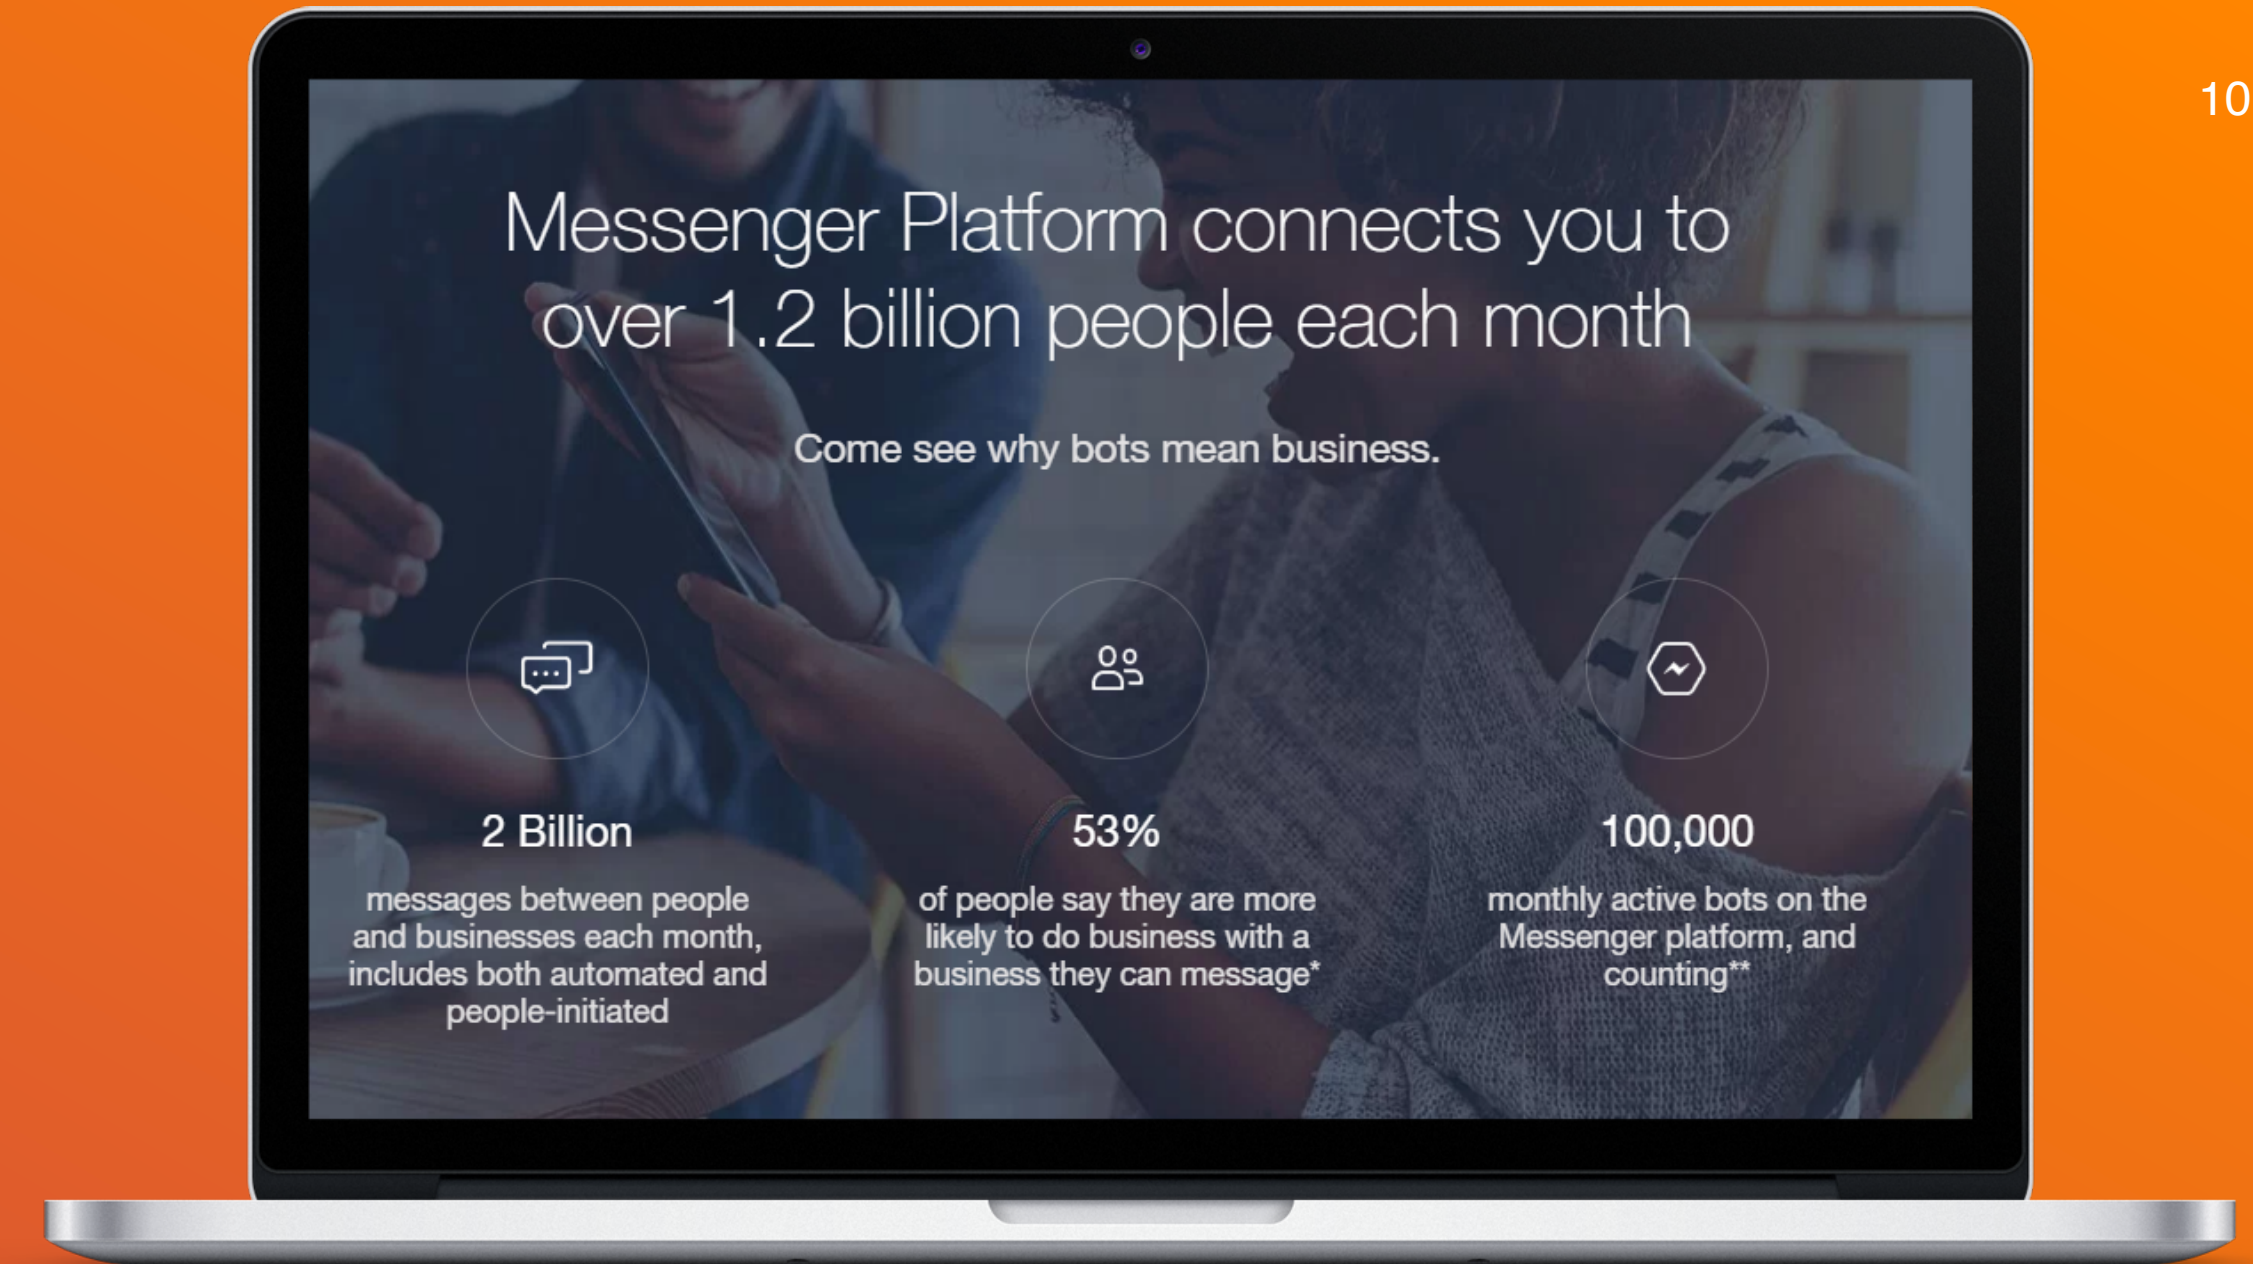 10
Messenger Platform connects you to
over 1.2 billion people each month
Come see why bots mean business.
2 Billion
messages between people
and businesses each month,
includes both automated and
people-initiated
53%
of people say they are more
likely to do business with a
business they can message*
100,000
monthly active bots on the
Messenger platform, and
counting**